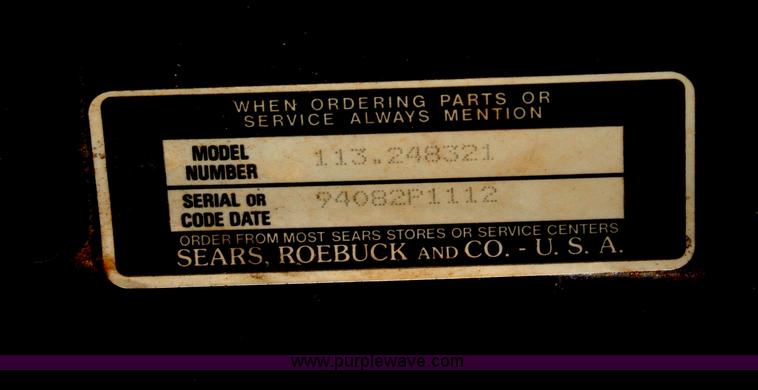 WHEN ORDERING PARTS OR
SERVICE ALWAYS MENTION
MODEL
NUMBER
113.248321
SERIAL OR
CODE DATE
94082P1112
ORDER FROM MOST SEARS STORES OR SERVICE CENTERS
SEARS, ROEBUCK AND CO. - U. S. A.
www.purplewave.com